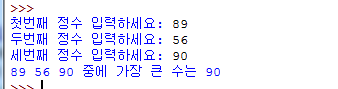 >>>
첫번째 정수 입력하세요: 89
두번째 정수 입력하세요: 56
세번째 정수 입력하세요: 90
89 56 90 중에 가장 큰 수는 90
>>>